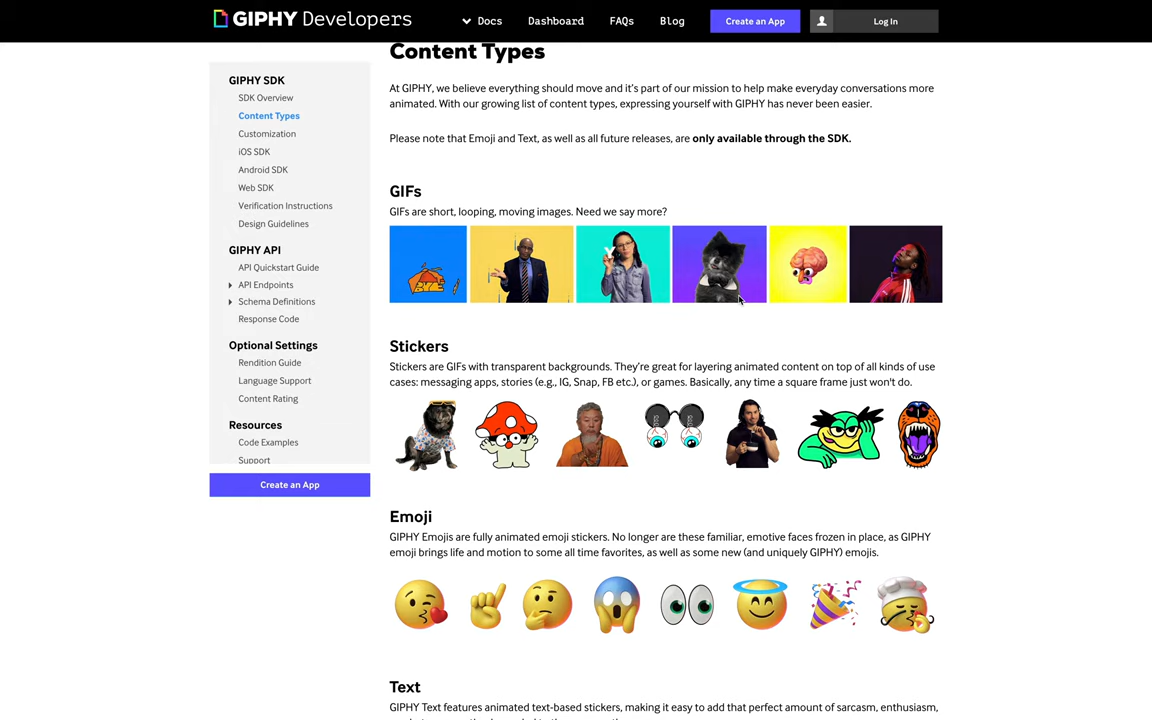 GIPHY Developers
Docs
Dashboard
FAQs
Blog
Create an App
Log In
GIPHY SDK
SDK Overview
Content Types
Customization
iOS SDK
Android SDK
Web SDK
Verification Instructions
Design Guidelines
GIPHY API
API Quickstart Guide
API Endpoints
Schema Definitions
Response Code
Optional Settings
Rendition Guide
Language Support
Content Rating
Resources
Code Examples
Support
Create an App
Content Types
At GIPHY, we believe everything should move and it's part of our mission to help make everyday conversations more
animated. With our growing list of content types, expressing yourself with GIPHY has never been easier.
Please note that Emoji and Text, as well as all future releases, are only available through the SDK.
GIFs
GIFs are short, looping, moving images. Need we say more?
BYE
Stickers
Stickers are GIFs with transparent backgrounds. They're great for layering animated content on top of all kinds of use
cases: messaging apps, stories (e.g., IG, Snap, FB etc.), or games. Basically, any time a square frame just won't do.
Emoji
GIPHY Emojis are fully animated emoji stickers. No longer are these familiar, emotive faces frozen in place, as GIPHY
emoji brings life and motion to some all time favorites, as well as some new (and uniquely GIPHY) emojis.
Text
GIPHY Text features animated text-based stickers, making it easy to add that perfect amount of sarcasm, enthusiasm,